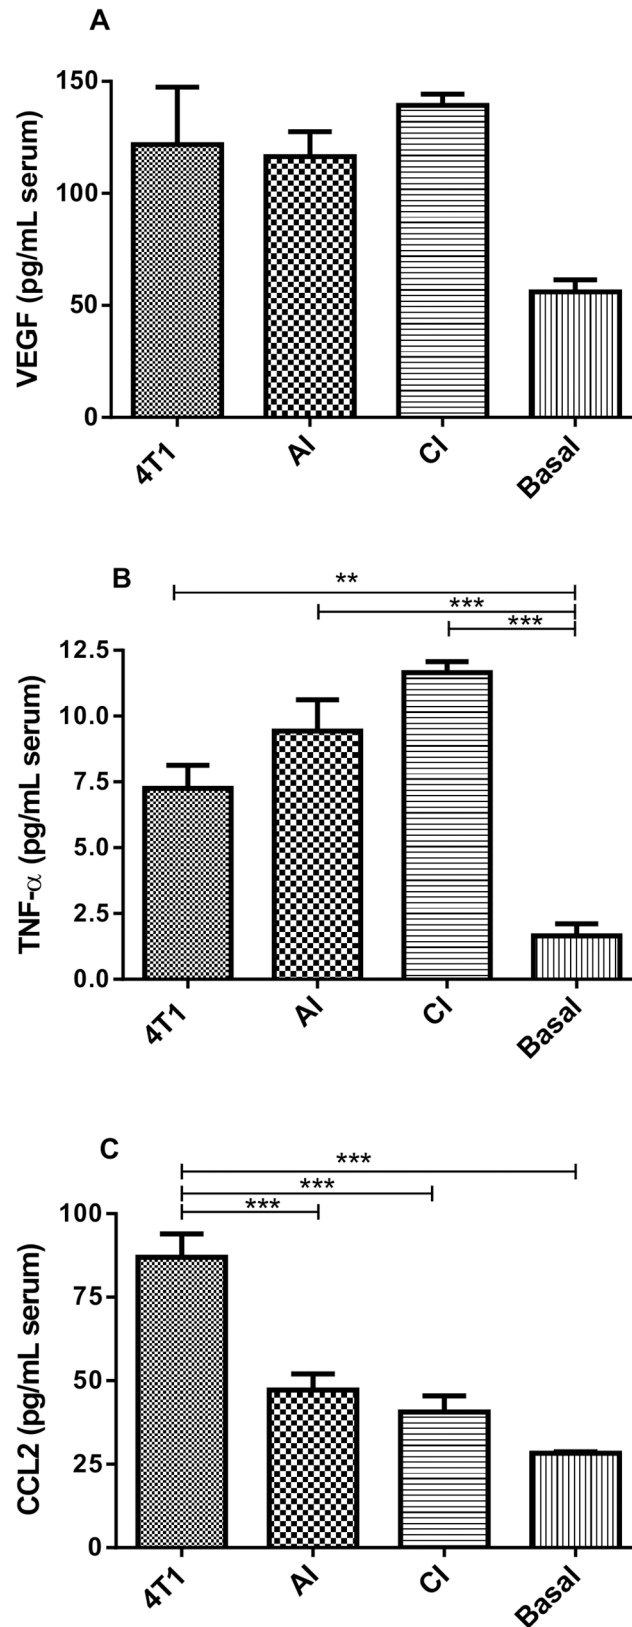 A
VEGF (pg/mL serum)
150
100
50
0
4T1
AI
CI
Basal
B
**
***
***
TNF-α (pg/mL serum)
12.5
10.0
7.5
5.0
2.5
0.0
4T1
AI
CI
Basal
C
***
***
***
CCL2 (pg/mL serum)
100
75
50
25
0
4T1
AI
CI
Basal